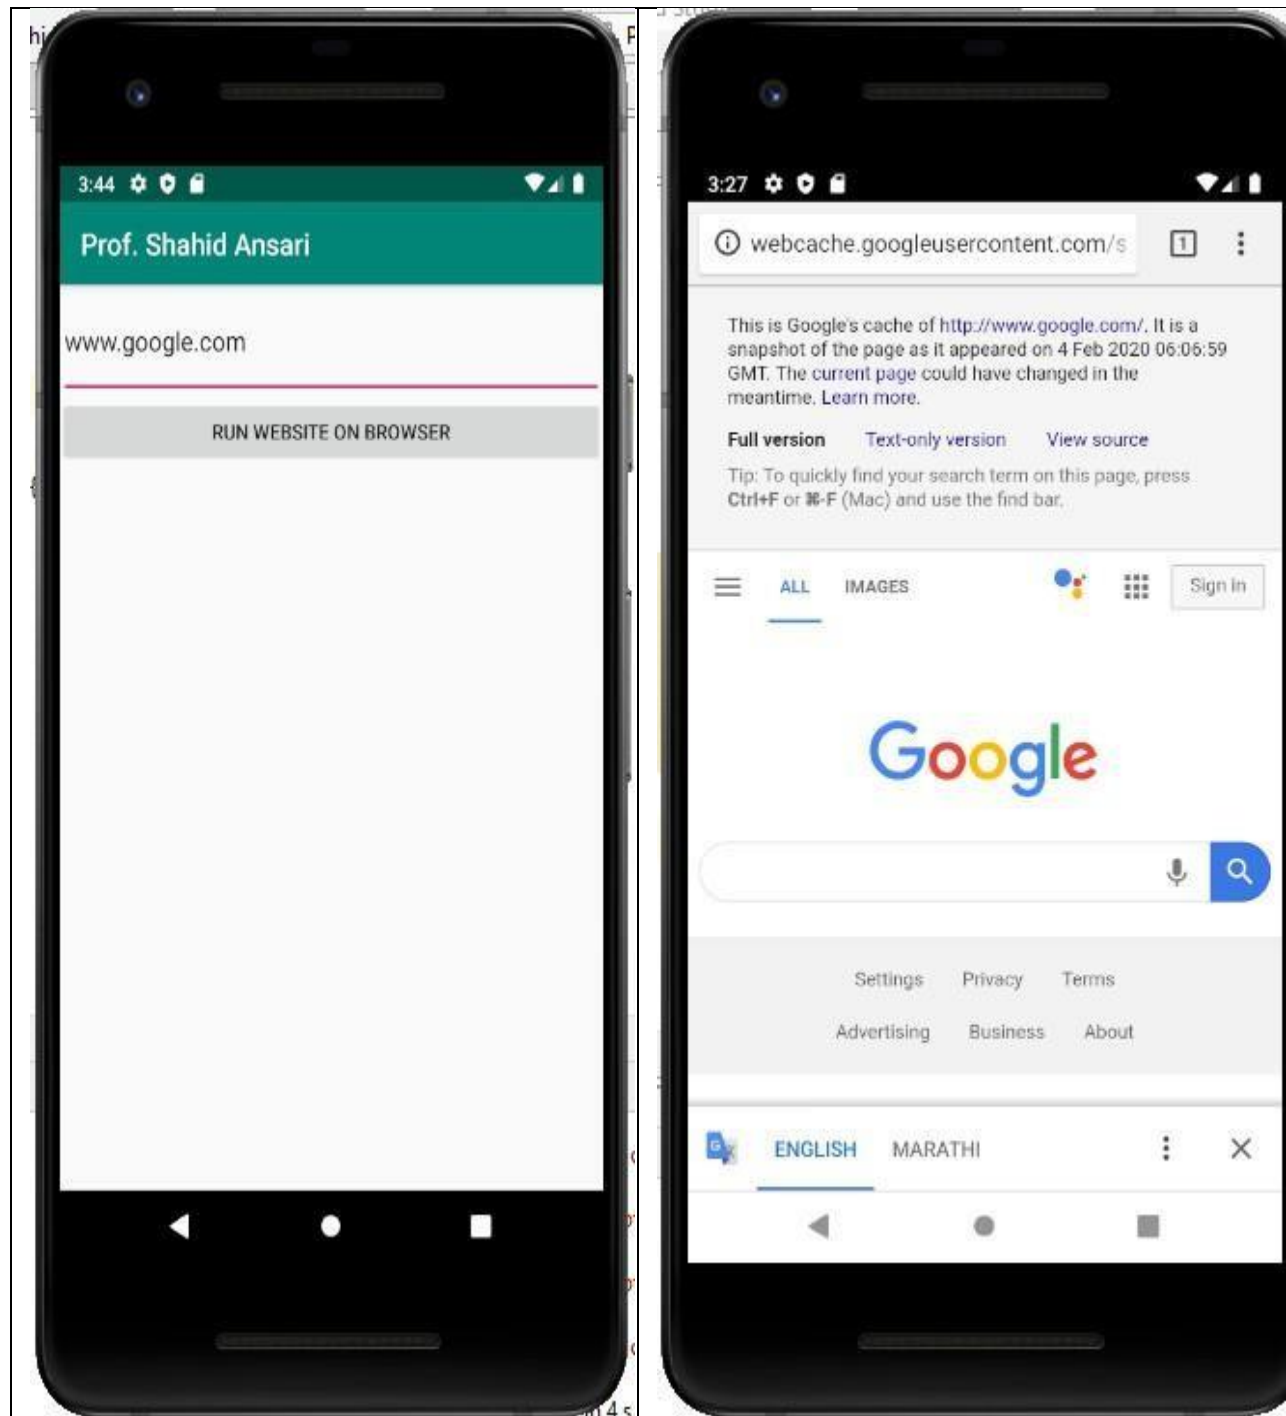 3:44
Prof. Shahid Ansari
www.google.com
RUN WEBSITE ON BROWSER
3:27
webcache.googleusercontent.com/s
1
This is Google's cache of http://www.google.com/. It is a
snapshot of the page as it appeared on 4 Feb 2020 06:06:59
GMT. The current page could have changed in the
meantime. Learn more.
Full version Text-only version View source
Tip: To quickly find your search term on this page, press
Ctrl+F or ⌘-F (Mac) and use the find bar.
ALL IMAGES Sign in
Google
Settings Privacy Terms
Advertising Business About
ENGLISH MARATHI